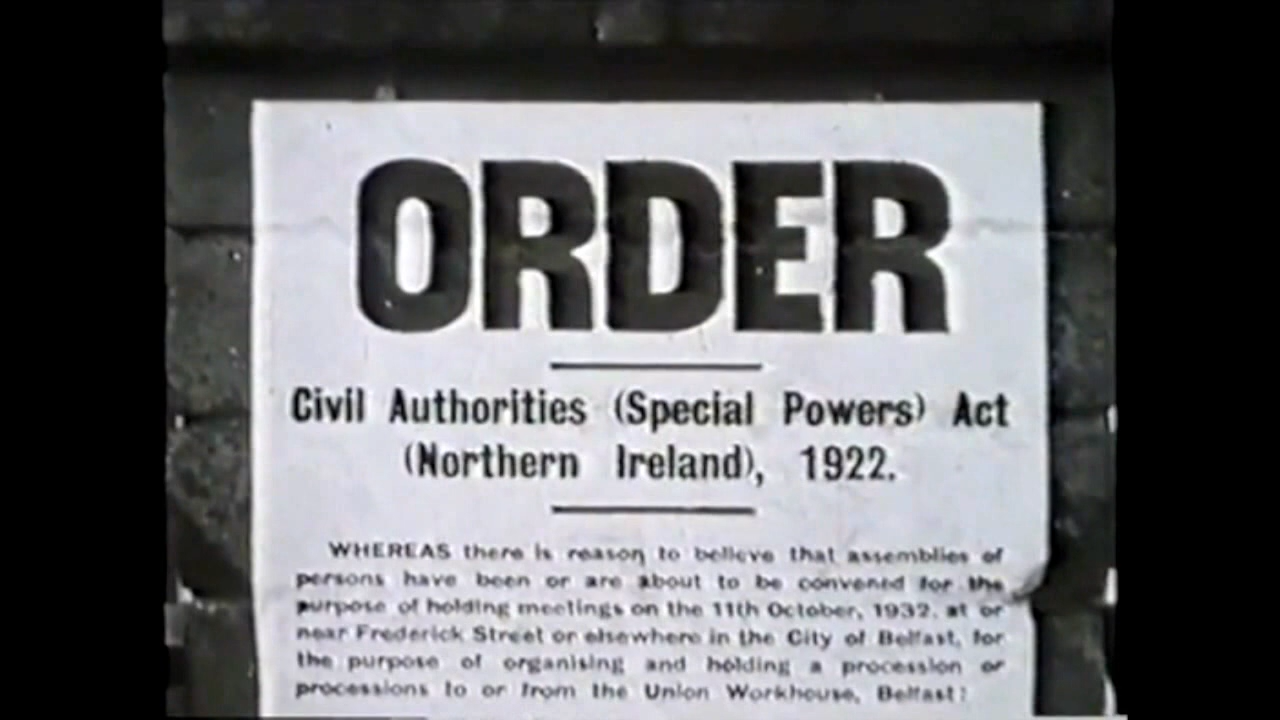 ORDER
Civil Authorities (Special Powers) Act
(Northern Ireland), 1922.
WHEREAS there is reason to believe that assemblies of
persons have been or are about to be convened for the
purpose of holding meetings on the 11th October, 1932, at or
near Frederick Street or elsewhere in the City of Belfast, for
the purpose of organising and holding a procession or
processions to or from the Union Workhouse, Belfast: